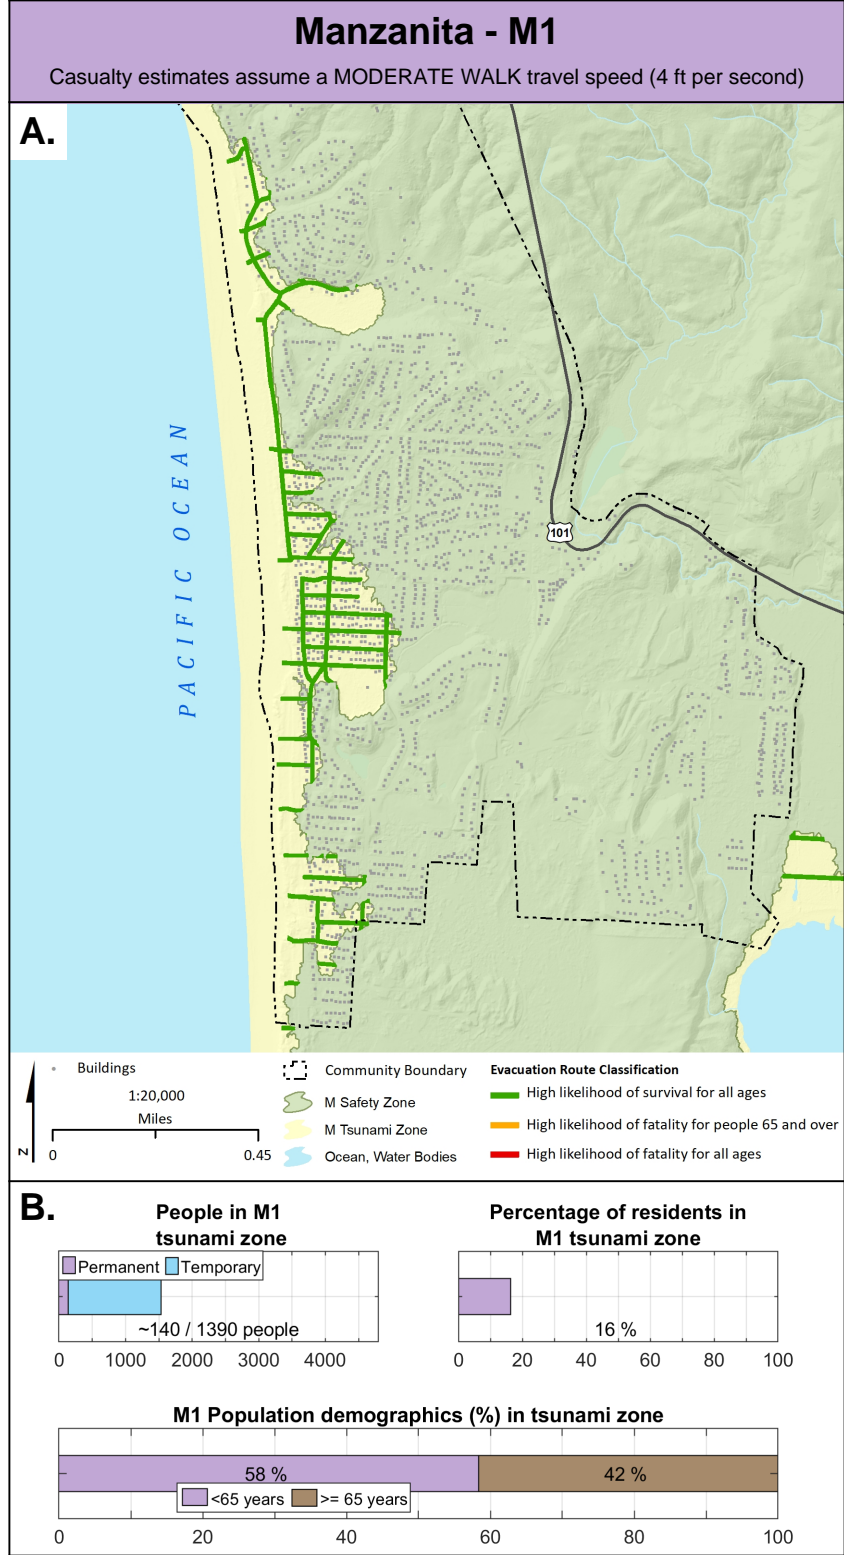 Manzanita - M1
Casualty estimates assume a MODERATE WALK travel speed (4 ft per second)
A.
101
PACIFIC OCEAN
Buildings
1:20,000
Miles
0 0.45
N
Community Boundary
M Safety Zone
M Tsunami Zone
Ocean, Water Bodies
Evacuation Route Classification
High likelihood of survival for all ages
High likelihood of fatality for people 65 and over
High likelihood of fatality for all ages
B.
People in M1
tsunami zone
Permanent Temporary
~140 / 1390 people
0 1000 2000 3000 4000
Percentage of residents in
M1 tsunami zone
16 %
0 20 40 60 80 100
M1 Population demographics (%) in tsunami zone
58 % 42 %
<65 years >= 65 years
0 20 40 60 80 100